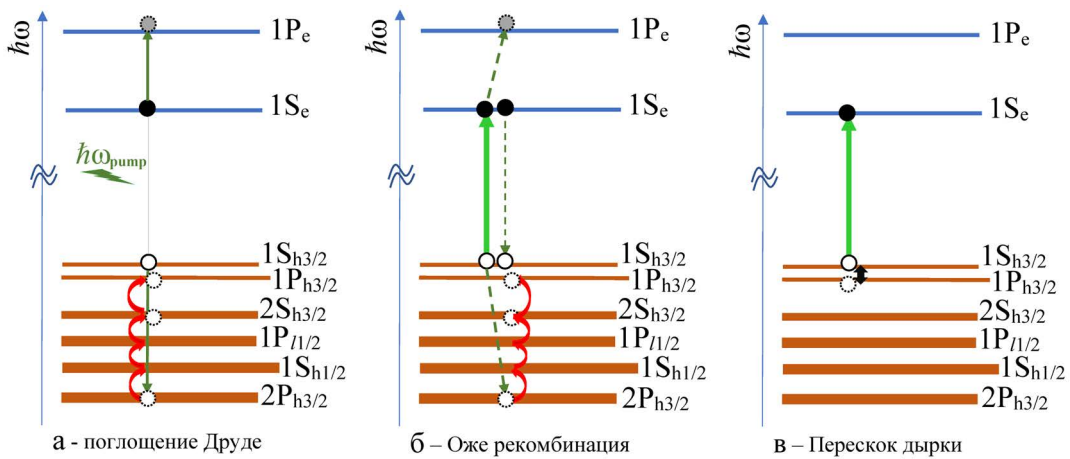 ħω
1Pₑ
1Sₑ
ħωpump
1Sh3/2
1Ph3/2
2Sh3/2
1Pl1/2
1Sh1/2
2Ph3/2
а - поглощение Друде
ħω
1Pₑ
1Sₑ
1Sh3/2
1Ph3/2
2Sh3/2
1Pl1/2
1Sh1/2
2Ph3/2
б – Оже рекомбинация
ħω
1Pₑ
1Sₑ
1Sh3/2
1Ph3/2
2Sh3/2
1Pl1/2
1Sh1/2
2Ph3/2
в – Перескок дырки